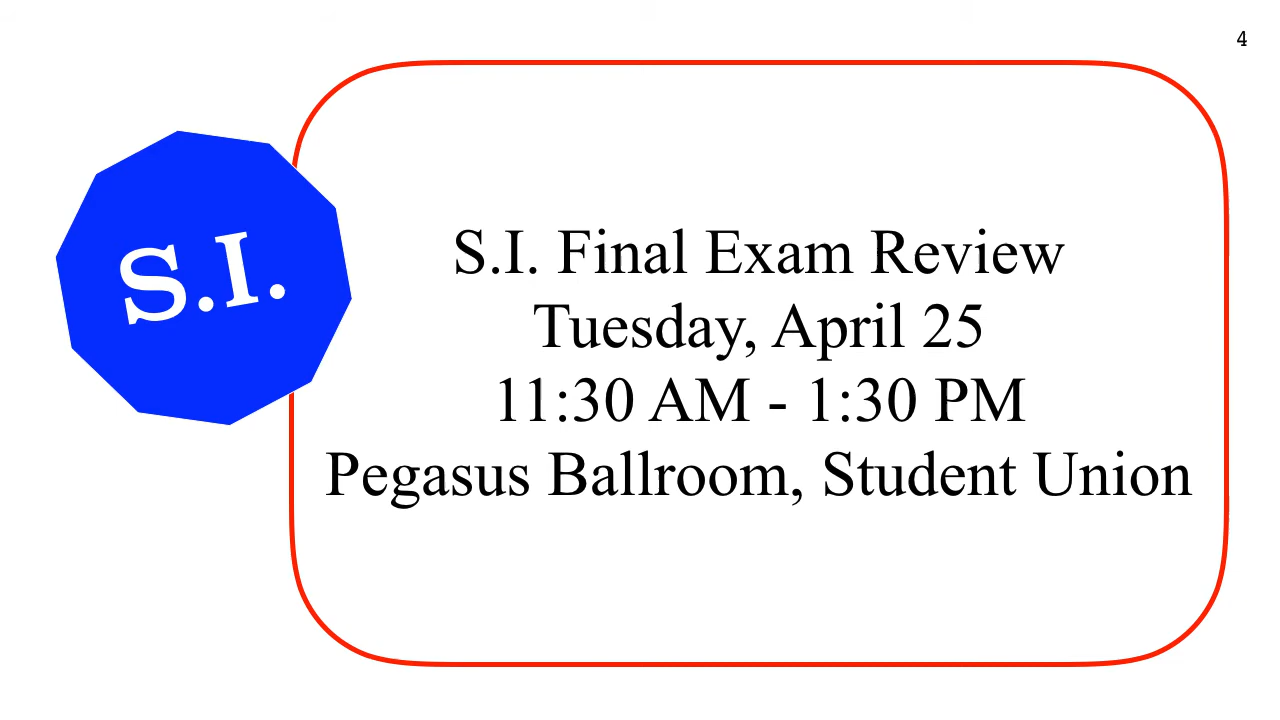 4
S.I.
S.I. Final Exam Review
Tuesday, April 25
11:30 AM - 1:30 PM
Pegasus Ballroom, Student Union